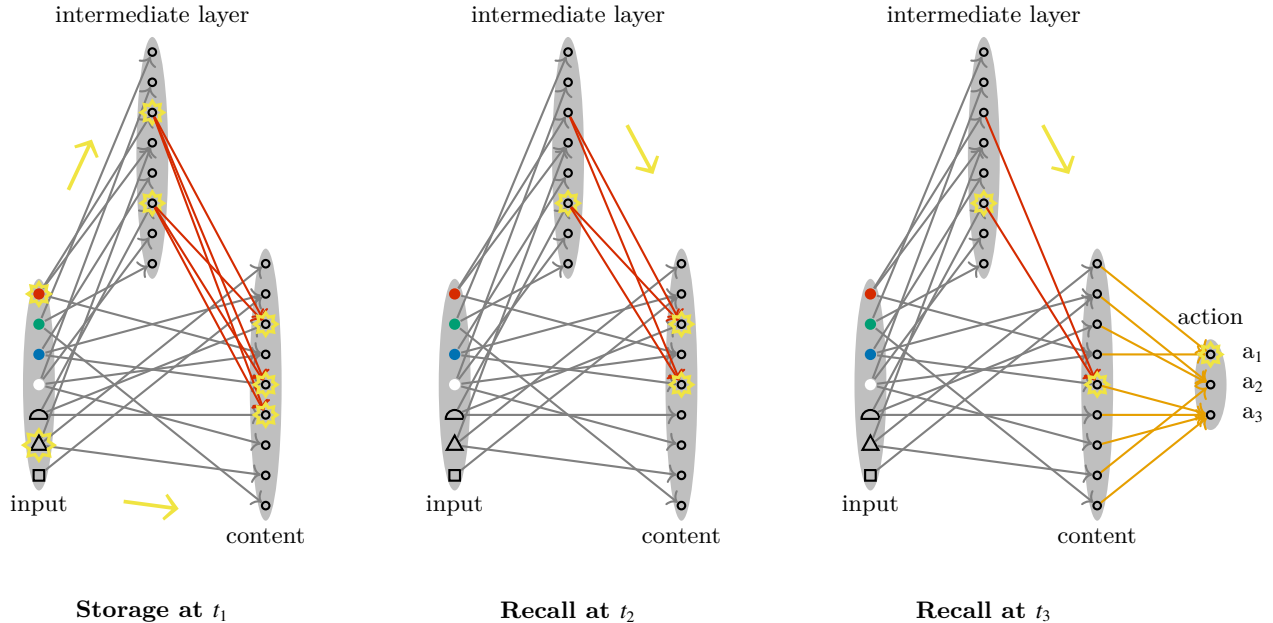 intermediate layer
input
content
Storage at t₁
intermediate layer
input
content
Recall at t₂
intermediate layer
action
a₁
a₂
a₃
input
content
Recall at t₃